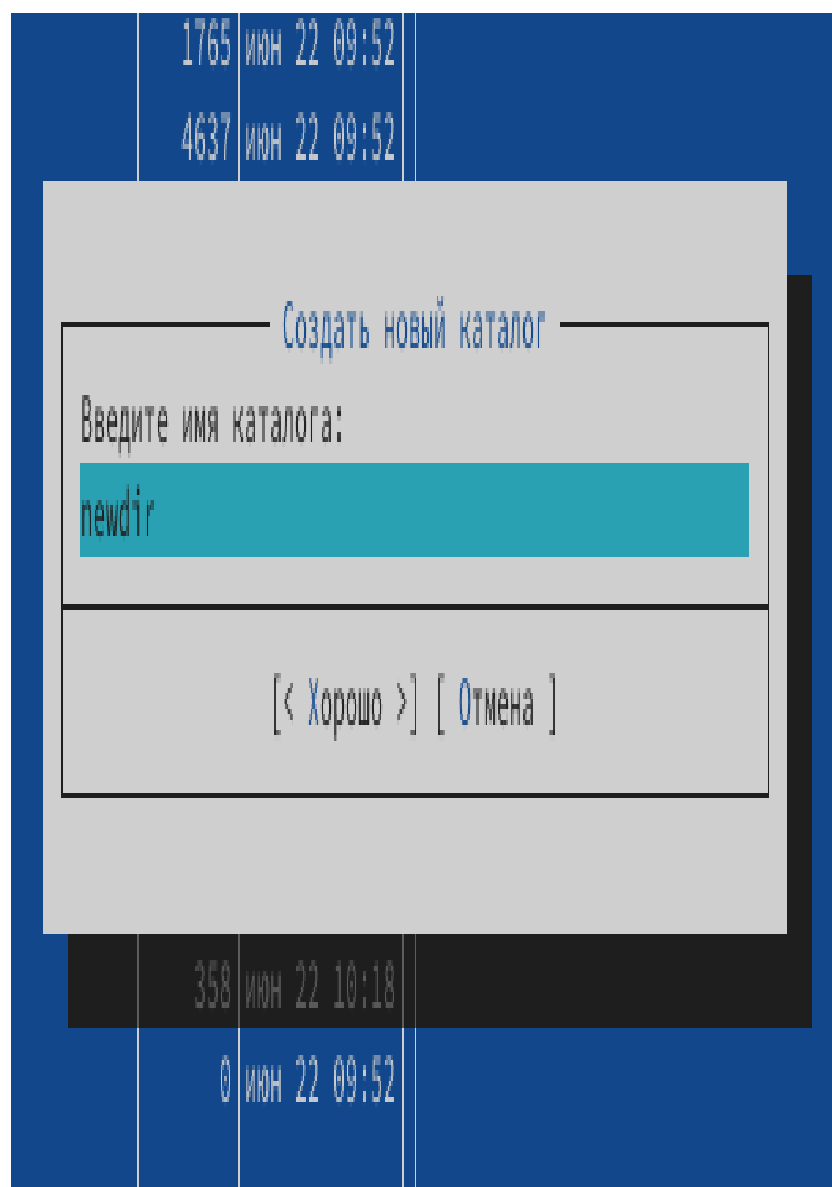 1765 июн 22 09:52
4637 июн 22 09:52
Создать новый каталог
Введите имя каталога:
newdir
[< Хорошо >] [ Отмена ]
358 июн 22 10:18
0 июн 22 09:52